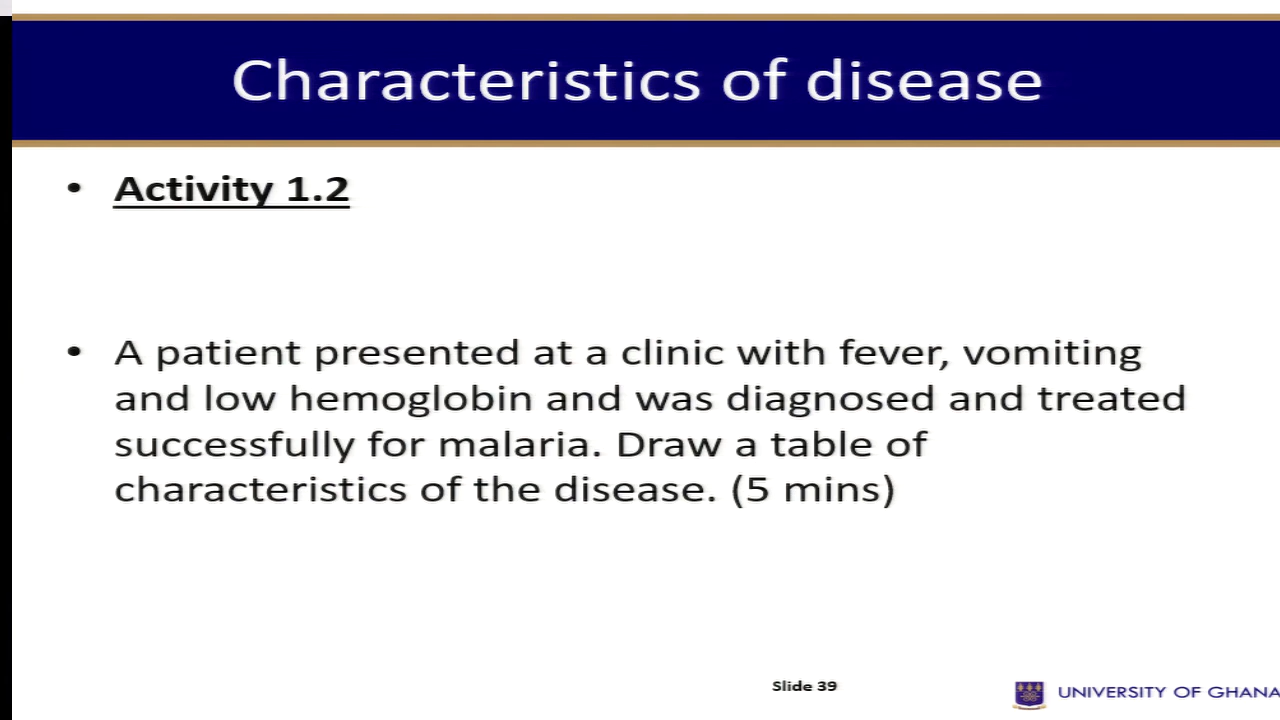 Characteristics of disease
• Activity 1.2
• A patient presented at a clinic with fever, vomiting
and low hemoglobin and was diagnosed and treated
successfully for malaria. Draw a table of
characteristics of the disease. (5 mins)
Slide 39
UNIVERSITY OF GHANA